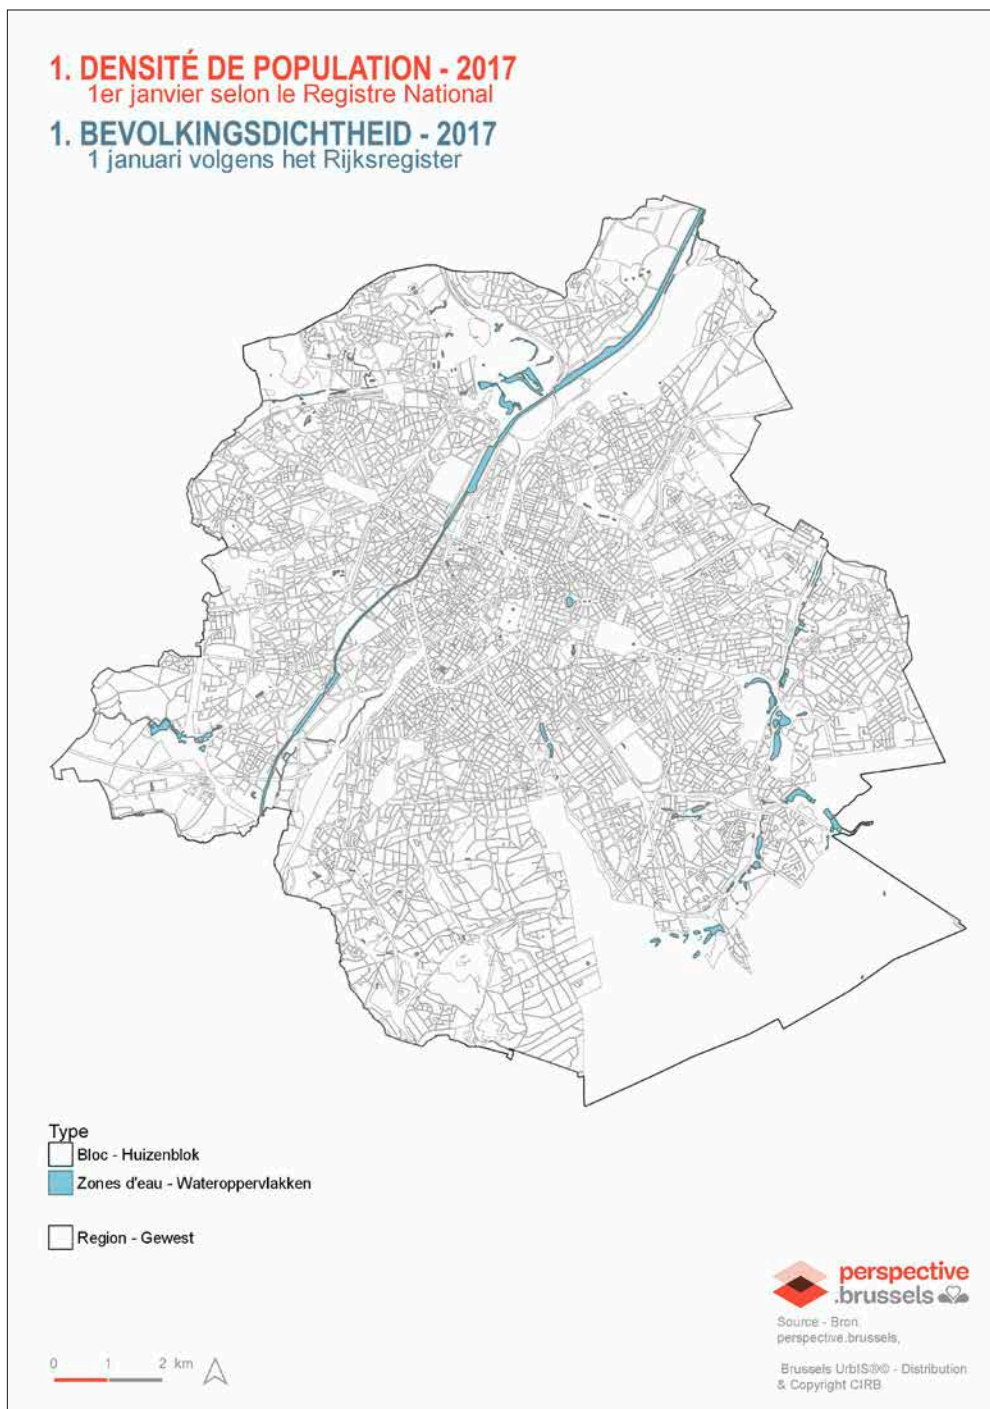 1. DENSITÉ DE POPULATION - 2017
1er janvier selon le Registre National
1. BEVOLKINGSDICHTHEID - 2017
1 januari volgens het Rijksregister
Type
Bloc - Huizenblok
Zones d'eau - Wateroppervlakken
Region - Gewest
perspective
.brussels
Source - Bron.
perspective.brussels,
Brussels UrbIS®© - Distribution
& Copyright CIRB
0 1 2 km